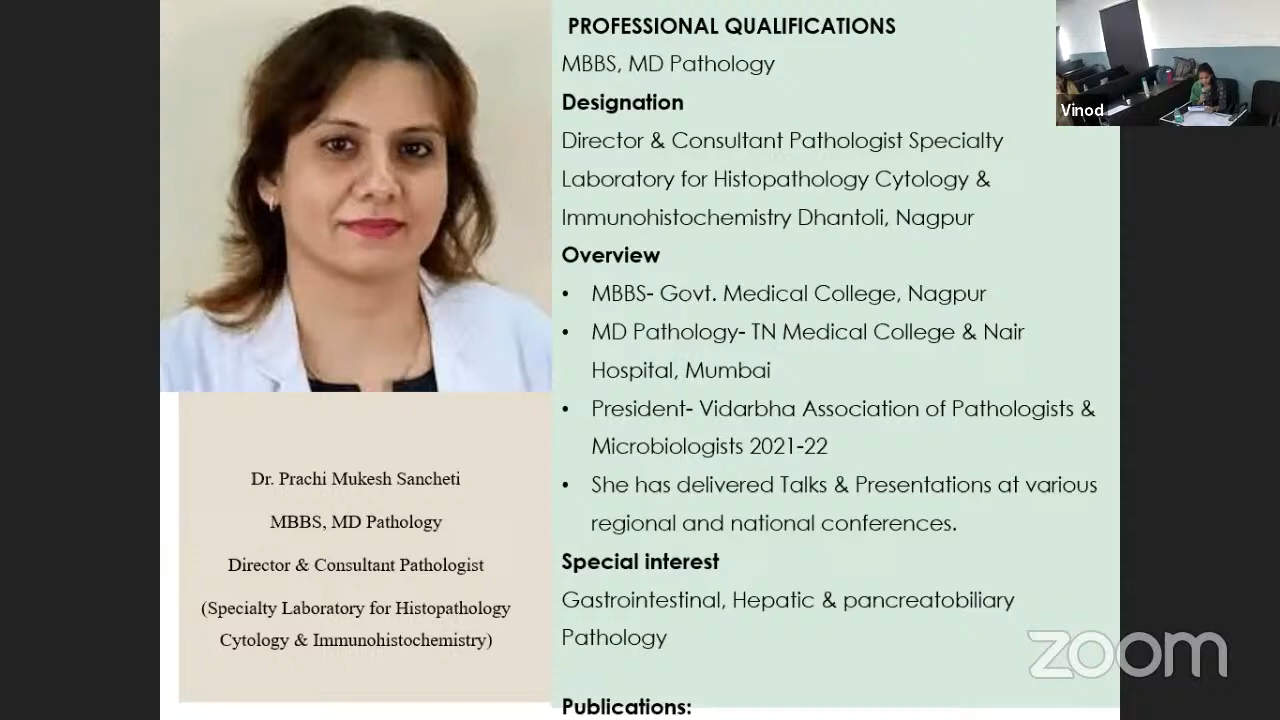 PROFESSIONAL QUALIFICATIONS
MBBS, MD Pathology
Designation
Director & Consultant Pathologist Specialty
Laboratory for Histopathology Cytology &
Immunohistochemistry Dhantoli, Nagpur
Overview
• MBBS- Govt. Medical College, Nagpur
• MD Pathology- TN Medical College & Nair
Hospital, Mumbai
• President- Vidarbha Association of Pathologists &
Microbiologists 2021-22
• She has delivered Talks & Presentations at various
regional and national conferences.
Special interest
Gastrointestinal, Hepatic & pancreatobiliary
Pathology
Publications:
Dr. Prachi Mukesh Sancheti
MBBS, MD Pathology
Director & Consultant Pathologist
(Specialty Laboratory for Histopathology
Cytology & Immunohistochemistry)
Vinod
zoom